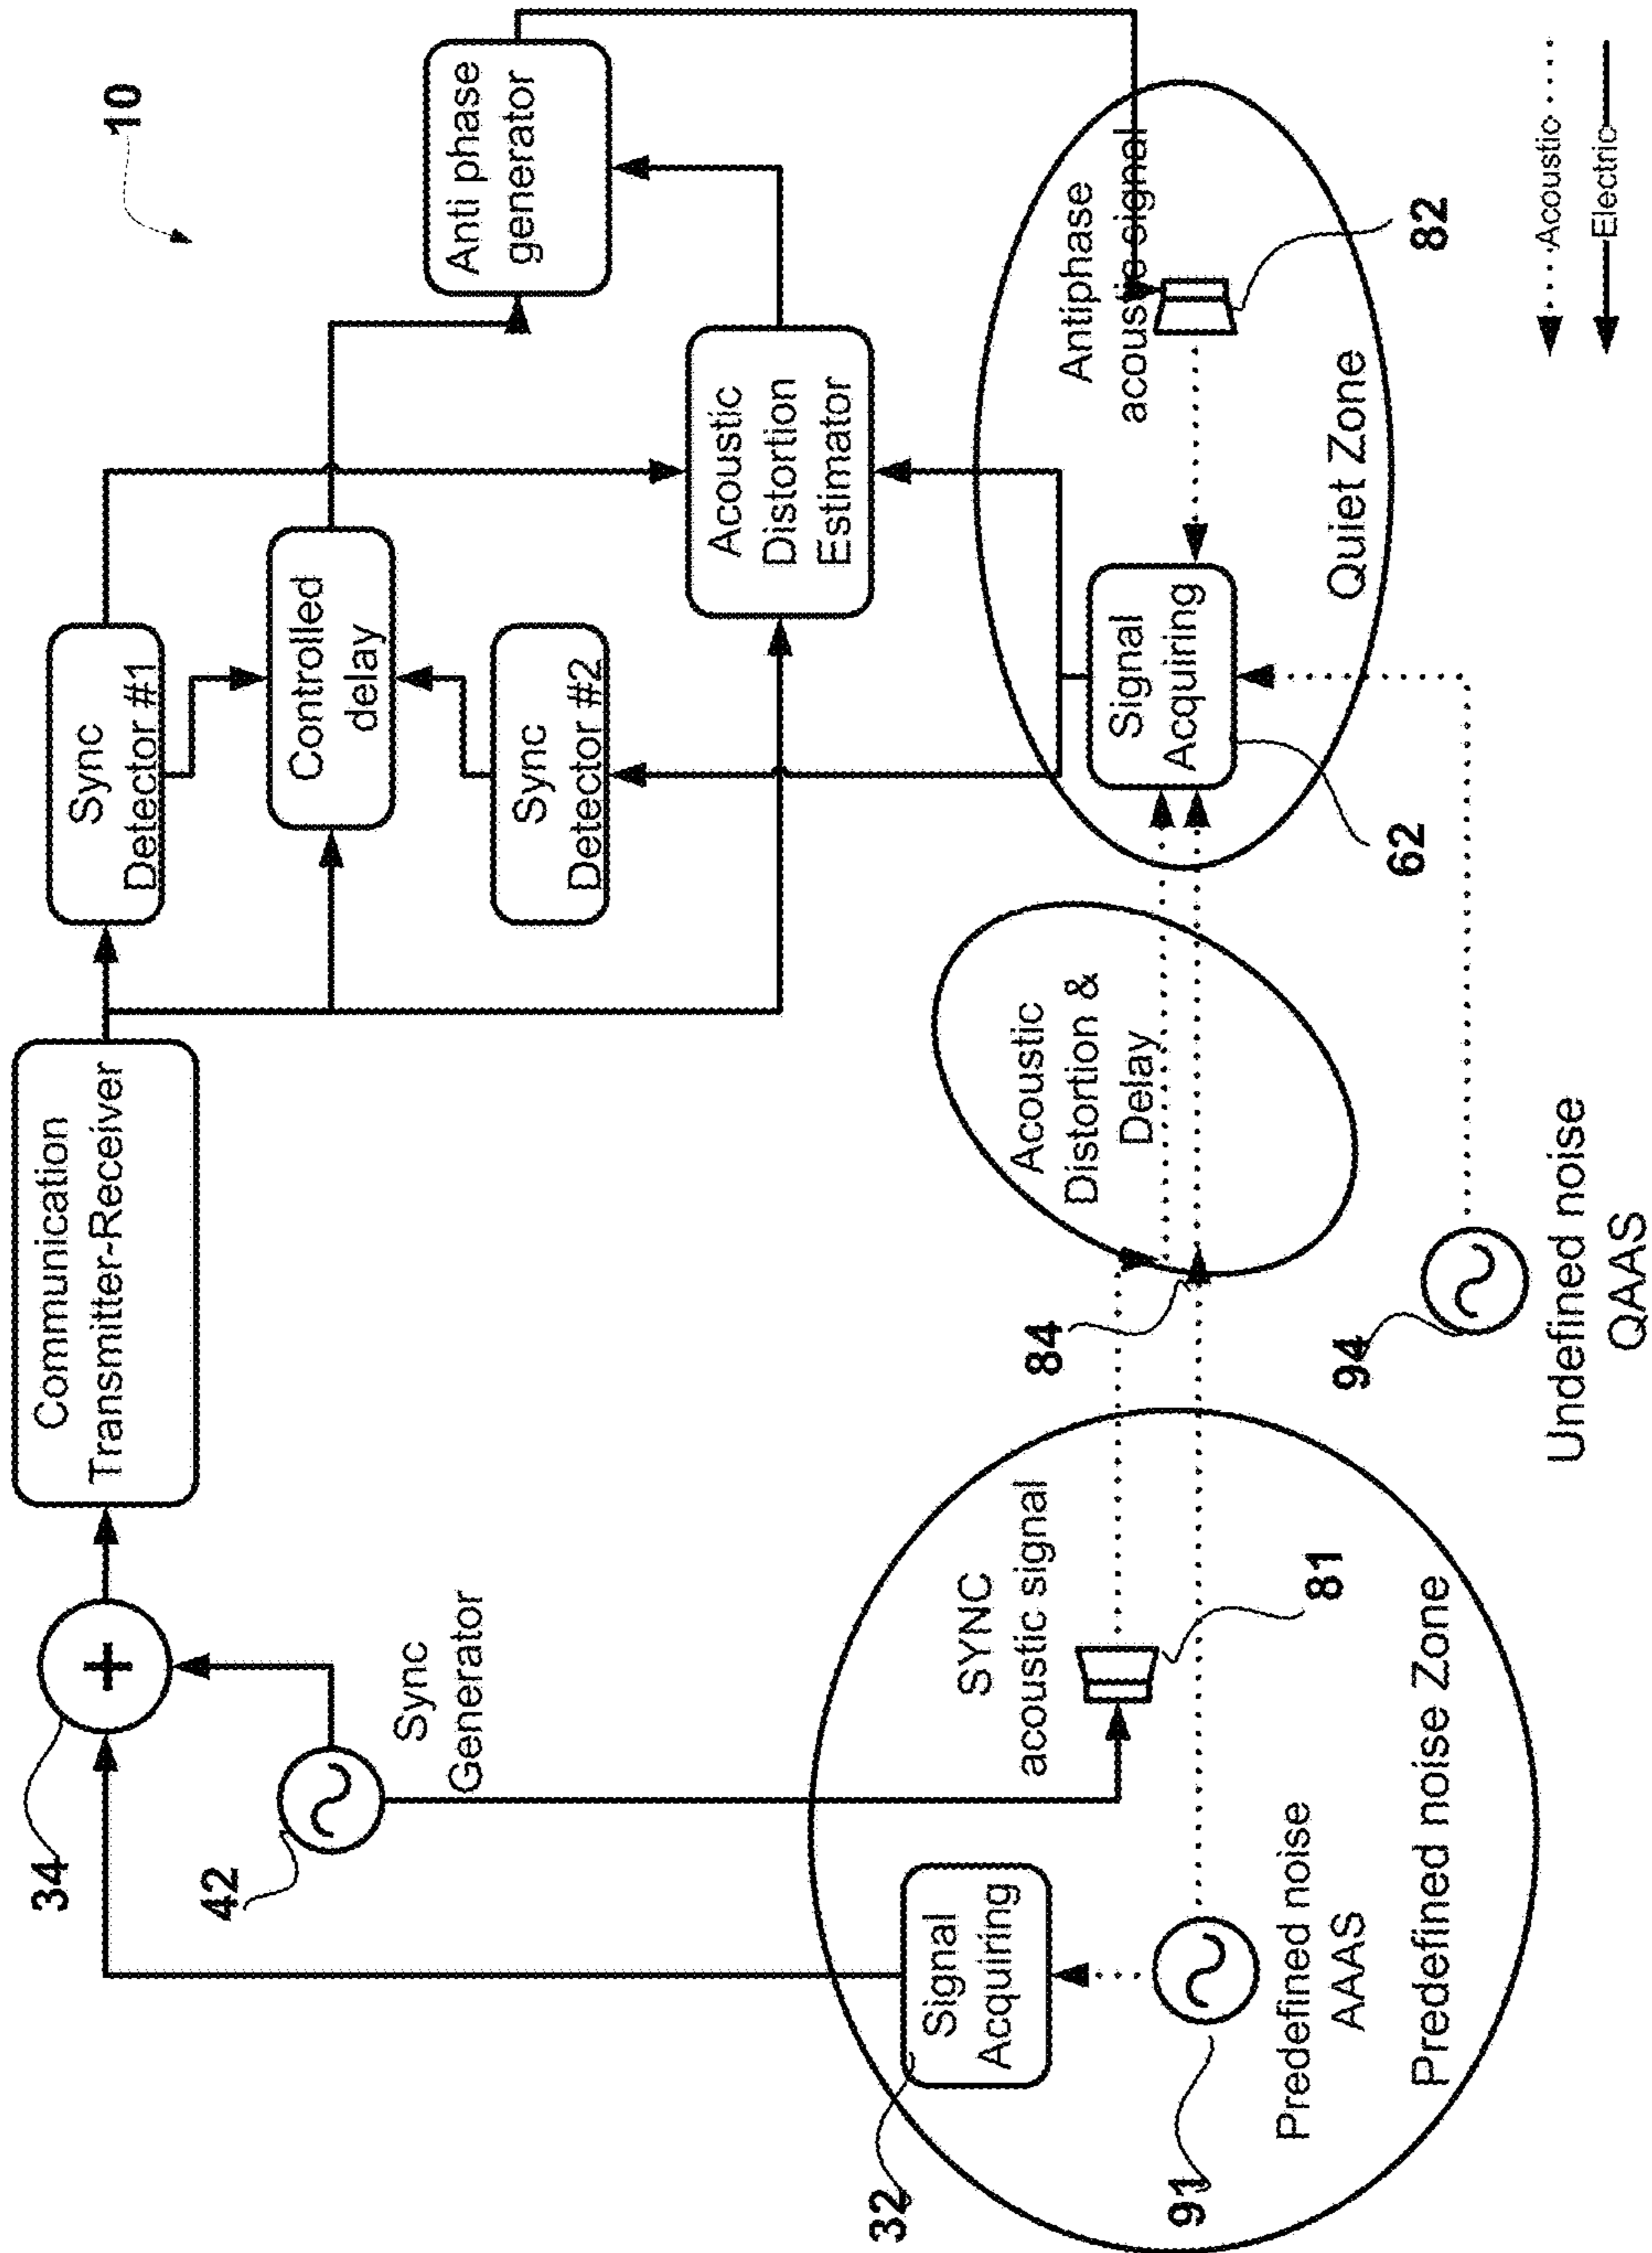 10
34
Communication
Transmitter-Receiver
Sync
Detector #1
Anti phase
generator
42
Sync
Generator
Controlled
delay
Sync
Detector #2
Acoustic
Distortion
Estimator
32
Signal
Acquiring
SYNC
acoustic signal
81
91
Predefined noise
AAAS
Predefined noise Zone
84
Acoustic
Distortion &
Delay
Signal
Acquiring
62
Antiphase
acoustic signal
82
Quiet Zone
94
Undefined noise
QAAS
Acoustic
Electric